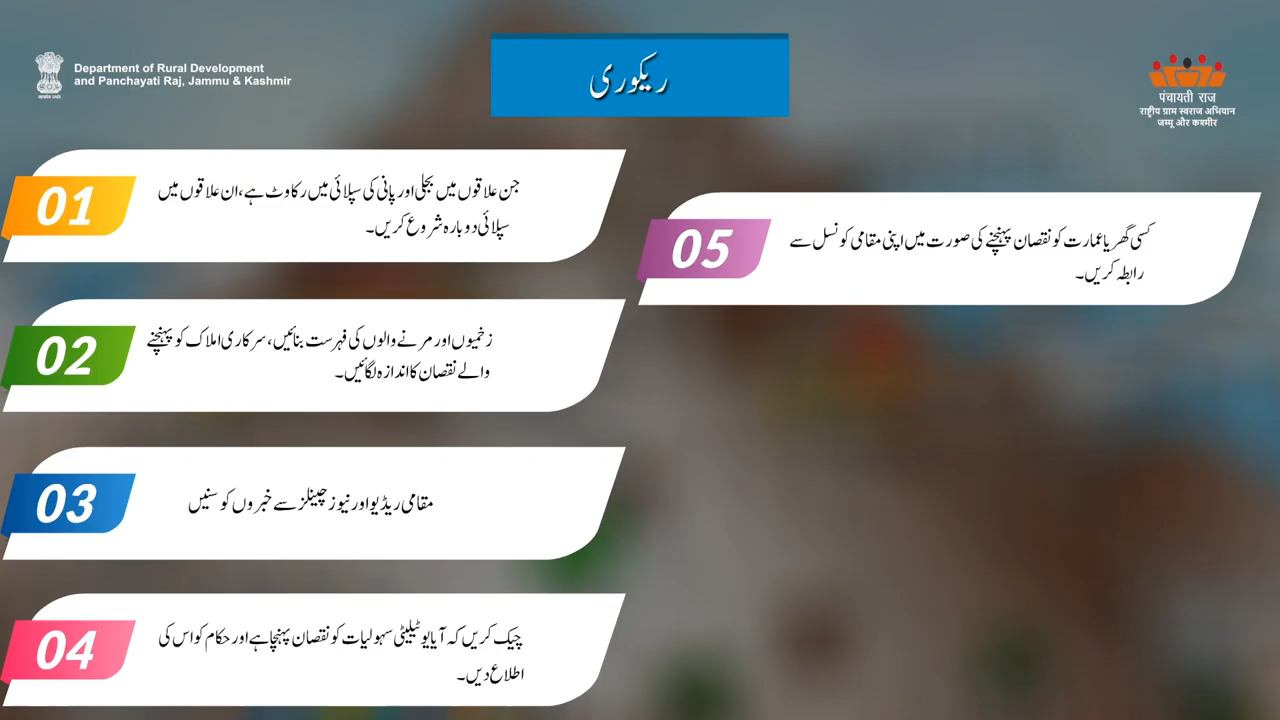 Department of Rural Development
and Panchayati Raj, Jammu & Kashmir
ریکوری
पंचायती राज
राष्ट्रीय ग्राम स्वराज अभियान
जम्मू और कश्मीर
01
جن علاقوں میں بجلی اور پانی کی سپلائی میں رکاوٹ ہے، ان علاقوں میں
سپلائی دوبارہ شروع کریں۔
02
زخمیوں اور مرنے والوں کی فہرست بنائیں، سرکاری املاک کو پہنچنے
والے نقصان کا اندازہ لگائیں۔
03
مقامی ریڈیو اور نیوز چینلز سے خبروں کو سنیں
04
چیک کریں کہ آیا یوٹیلیٹی سہولیات کو نقصان پہنچا ہے اور حکام کو اس کی
اطلاع دیں۔
05
کسی گھر یا عمارت کو نقصان پہنچنے کی صورت میں اپنی مقامی کونسل سے
رابطہ کریں۔